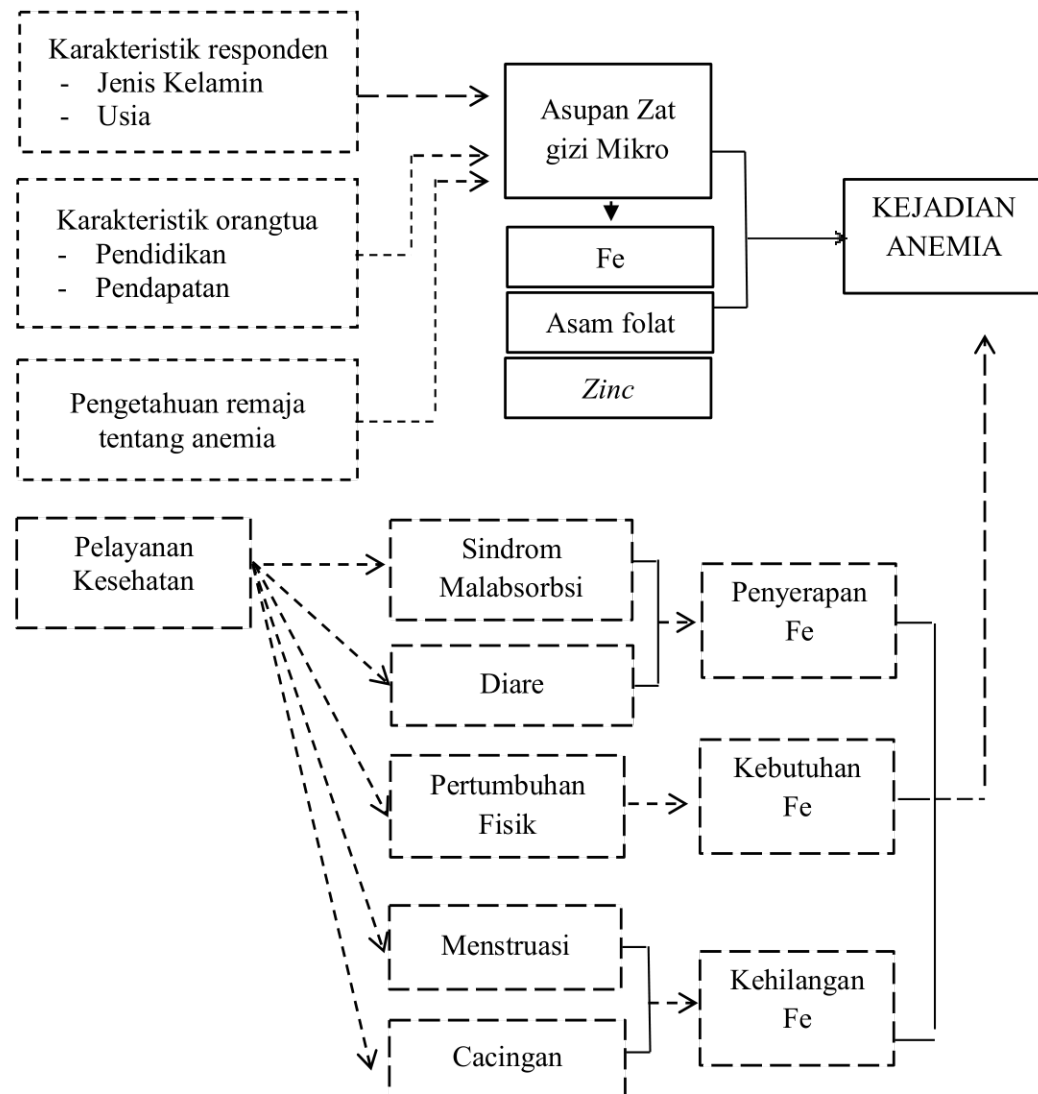 Karakteristik responden
- Jenis Kelamin
- Usia
Asupan Zat
gizi Mikro
Karakteristik orangtua
- Pendidikan
- Pendapatan
KEJADIAN
ANEMIA
Fe
Asam folat
Zinc
Pengetahuan remaja
tentang anemia
Pelayanan
Kesehatan
Sindrom
Malabsorbsi
Penyerapan
Fe
Diare
Pertumbuhan
Fisik
Kebutuhan
Fe
Menstruasi
Kehilangan
Fe
Cacingan